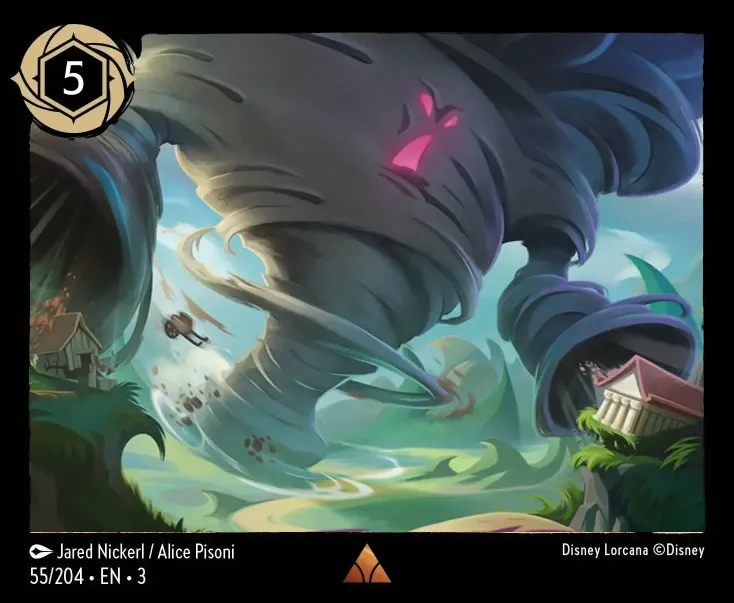 5
Jared Nickerl / Alice Pisoni
Disney Lorcana ©Disney
55/204 • EN • 3